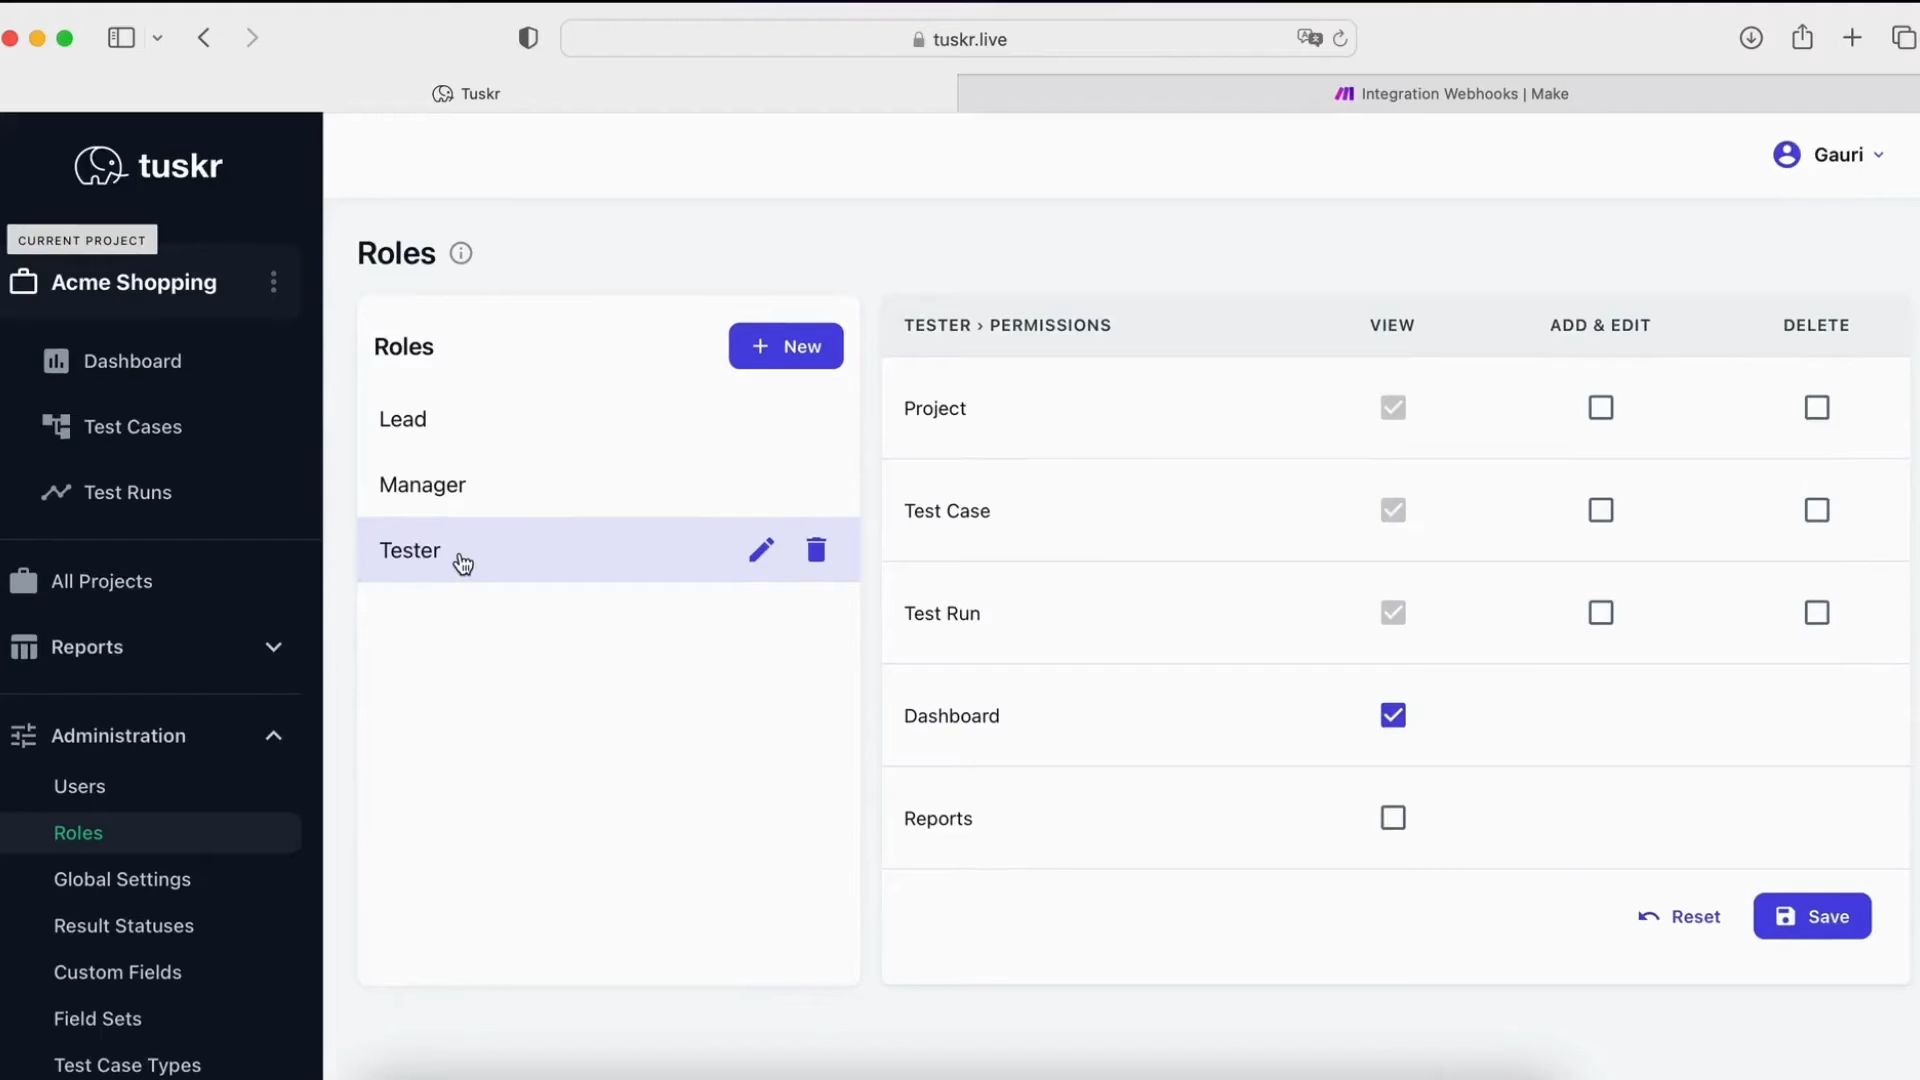 tuskr.live
Tuskr
Integration Webhooks | Make
tuskr
Gauri
CURRENT PROJECT
Acme Shopping
Dashboard
Test Cases
Test Runs
All Projects
Reports
Administration
Users
Roles
Global Settings
Result Statuses
Custom Fields
Field Sets
Test Case Types
Roles
Roles
+ New
Lead
Manager
Tester
TESTER › PERMISSIONS VIEW ADD & EDIT DELETE
Project
Test Case
Test Run
Dashboard
Reports
Reset Save